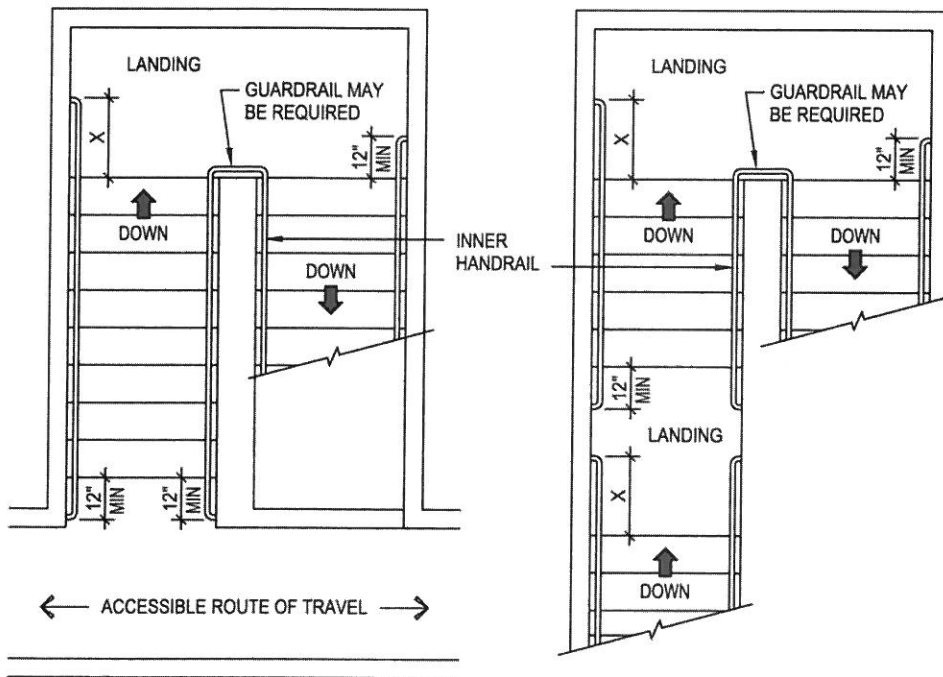 LANDING
GUARDRAIL MAY
BE REQUIRED
X
12"
MIN
DOWN
DOWN
INNER
HANDRAIL
12"
MIN
12"
MIN
ACCESSIBLE ROUTE OF TRAVEL
LANDING
GUARDRAIL MAY
BE REQUIRED
12"
MIN
DOWN
DOWN
12"
MIN
LANDING
X
DOWN